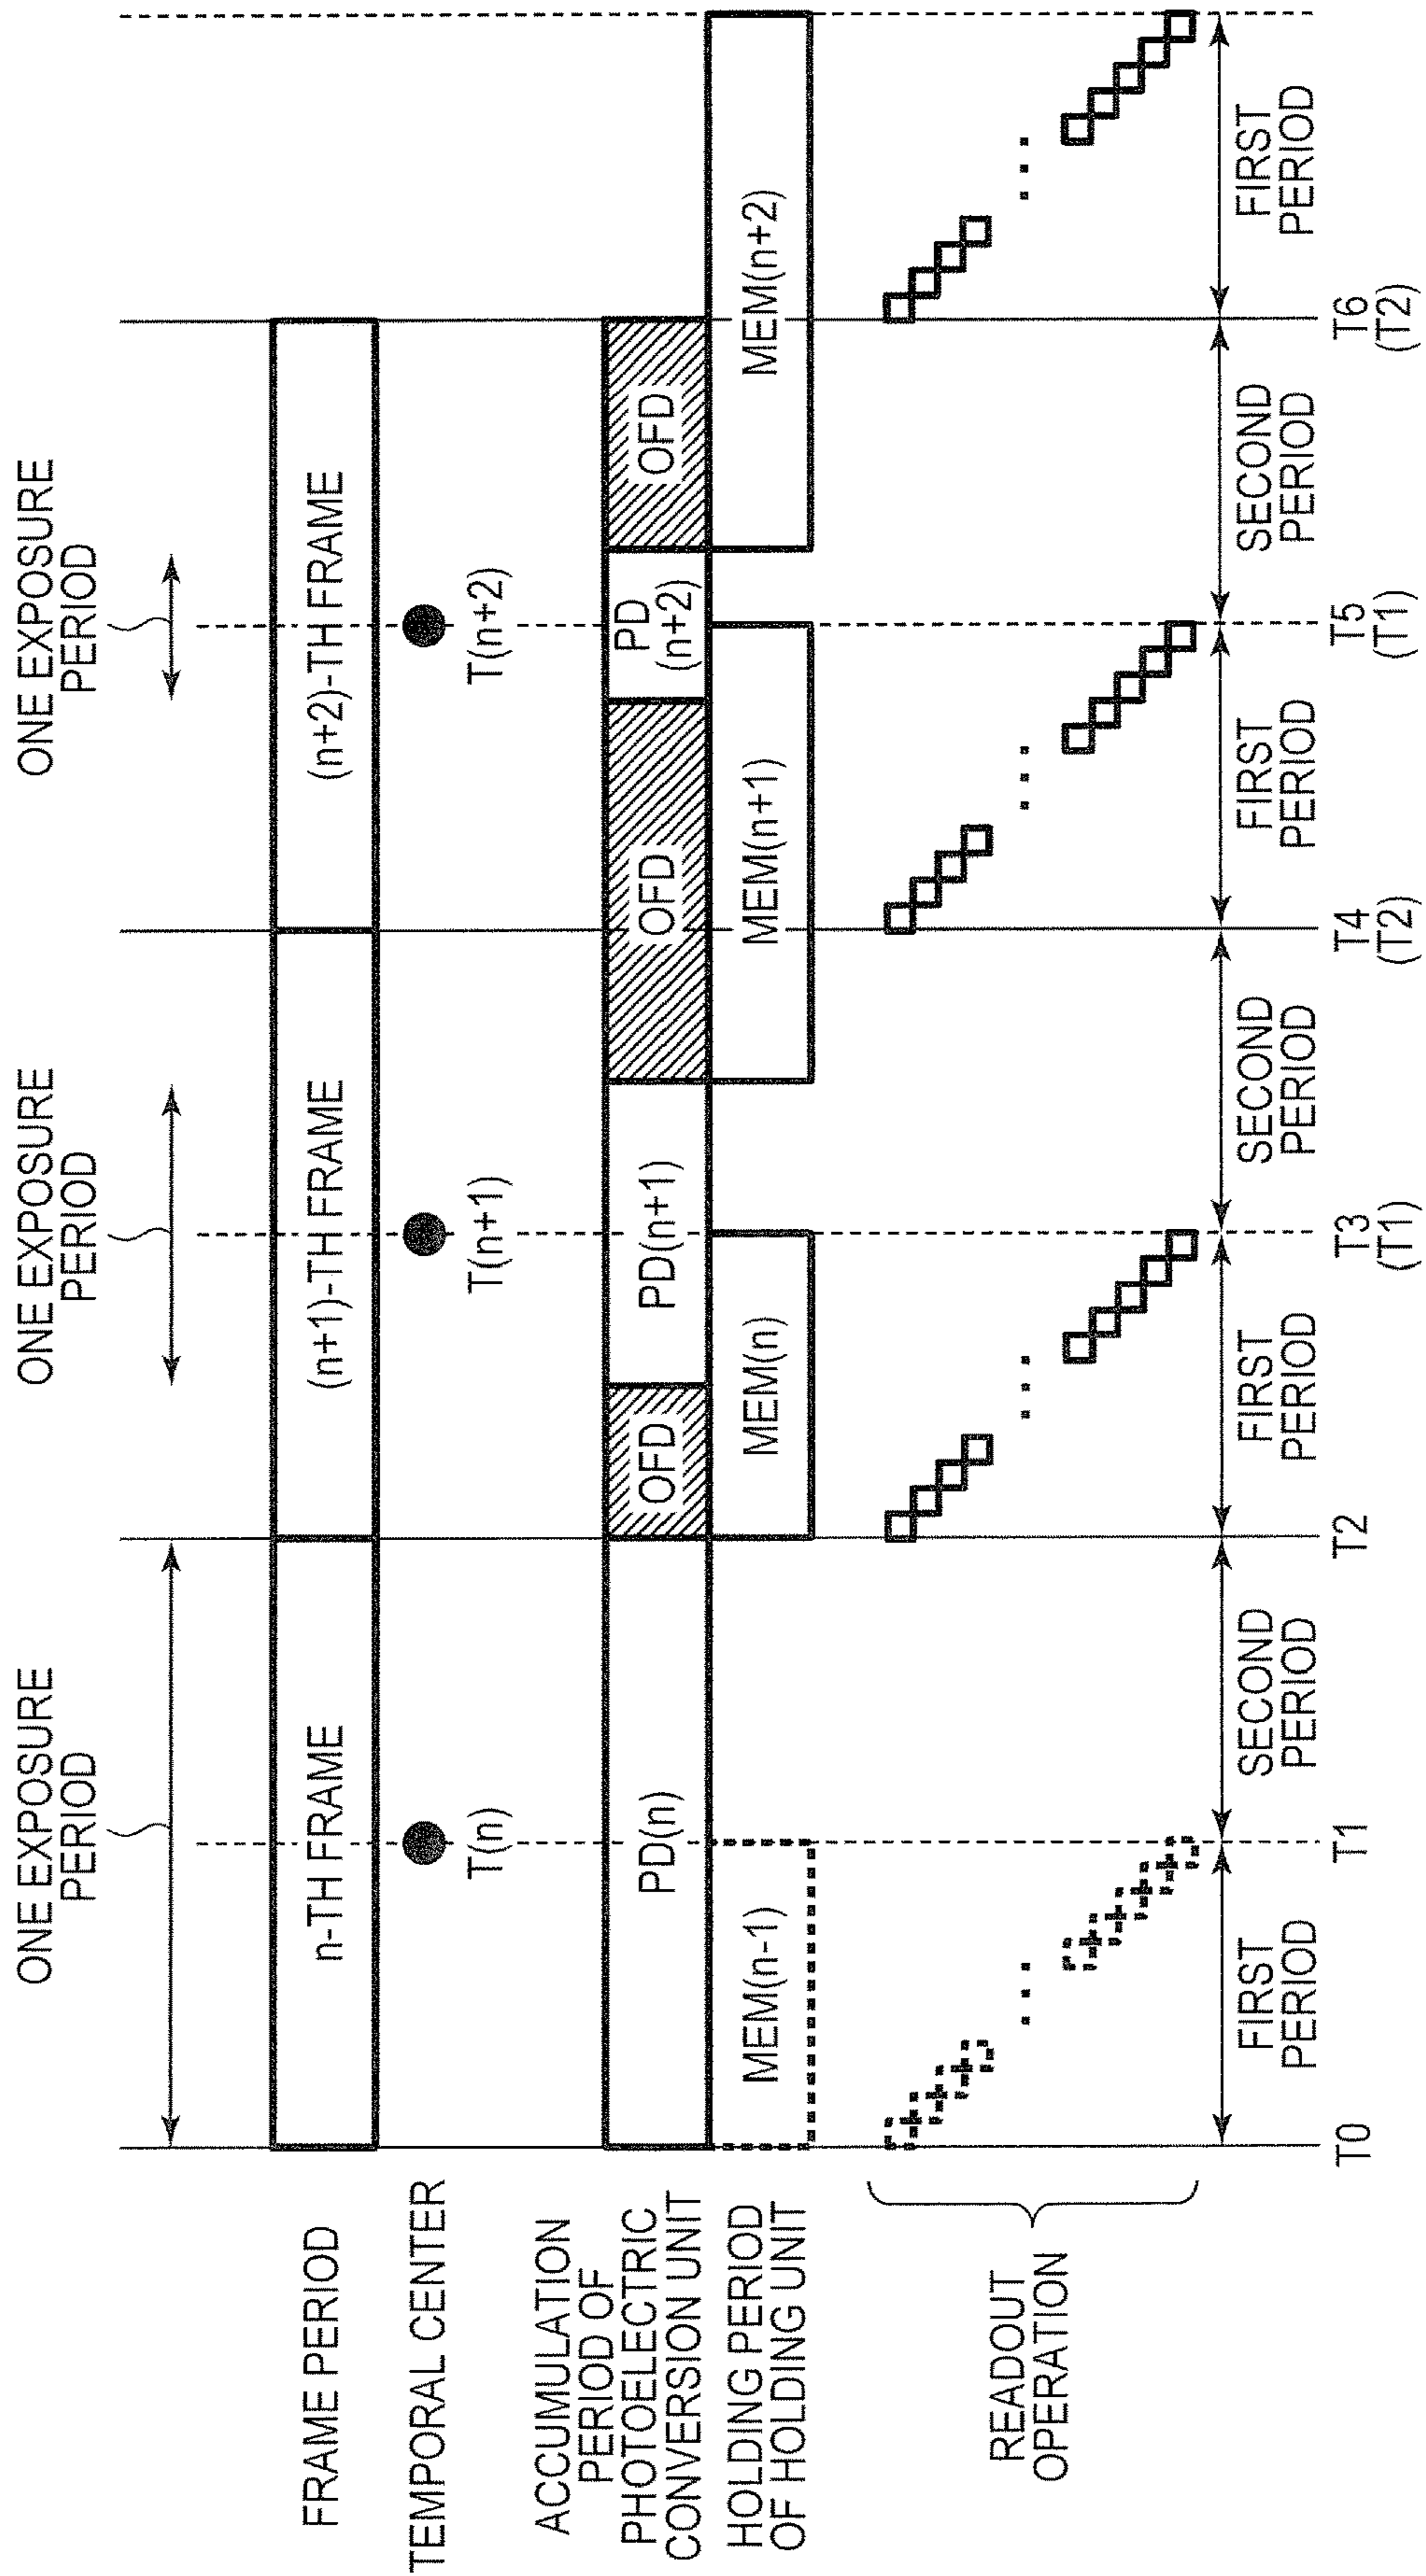 ONE EXPOSURE
PERIOD
ONE EXPOSURE
PERIOD
ONE EXPOSURE
PERIOD
FRAME PERIOD
n-TH FRAME
(n+1)-TH FRAME
(n+2)-TH FRAME
TEMPORAL CENTER
T(n)
T(n+1)
T(n+2)
ACCUMULATION
PERIOD OF
PHOTOELECTRIC
CONVERSION UNIT
PD(n)
OFD
PD(n+1)
OFD
PD
(n+2)
OFD
HOLDING PERIOD
OF HOLDING UNIT
MEM(n-1)
MEM(n)
MEM(n+1)
MEM(n+2)
READOUT
OPERATION
FIRST
PERIOD
SECOND
PERIOD
FIRST
PERIOD
SECOND
PERIOD
FIRST
PERIOD
SECOND
PERIOD
FIRST
PERIOD
T0
T1
T2
T3
(T1)
T4
(T2)
T5
(T1)
T6
(T2)